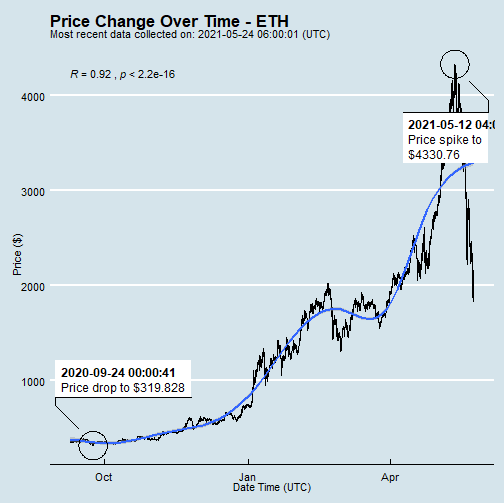 Price Change Over Time - ETH
Most recent data collected on: 2021-05-24 06:00:01 (UTC)
R = 0.92 , p < 2.2e-16
4000
2021-05-12 04:0
Price spike to
$4330.76
3000
Price ($)
2000
2020-09-24 00:00:41
Price drop to $319.828
1000
Oct
Jan
Apr
Date Time (UTC)